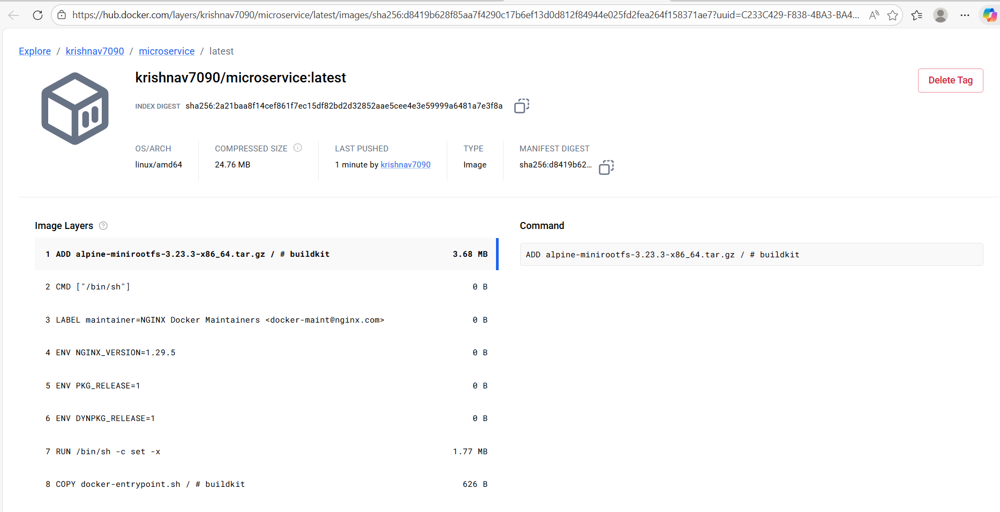 https://hub.docker.com/layers/krishnav7090/microservice/latest/images/sha256:d8419b628f85aa7f4290c17b6ef13d0d812f84944e025fd2fea264f158371ae7?uuid=C233C429-F838-4BA3-BA4...
Explore / krishnav7090 / microservice / latest
krishnav7090/microservice:latest
Delete Tag
INDEX DIGEST sha256:2a21baa8f14cef861f7ec15df82bd2d32852aae5cee4e3e59999a6481a7e3f8a
OS/ARCH COMPRESSED SIZE LAST PUSHED TYPE MANIFEST DIGEST
linux/amd64 24.76 MB 1 minute by krishnav7090 Image sha256:d8419b62...
Image Layers
Command
1 ADD alpine-minirootfs-3.23.3-x86_64.tar.gz / # buildkit 3.68 MB
ADD alpine-minirootfs-3.23.3-x86_64.tar.gz / # buildkit
2 CMD ["/bin/sh"] 0 B
3 LABEL maintainer=NGINX Docker Maintainers <docker-maint@nginx.com> 0 B
4 ENV NGINX_VERSION=1.29.5 0 B
5 ENV PKG_RELEASE=1 0 B
6 ENV DYNPKG_RELEASE=1 0 B
7 RUN /bin/sh -c set -x 1.77 MB
8 COPY docker-entrypoint.sh / # buildkit 626 B